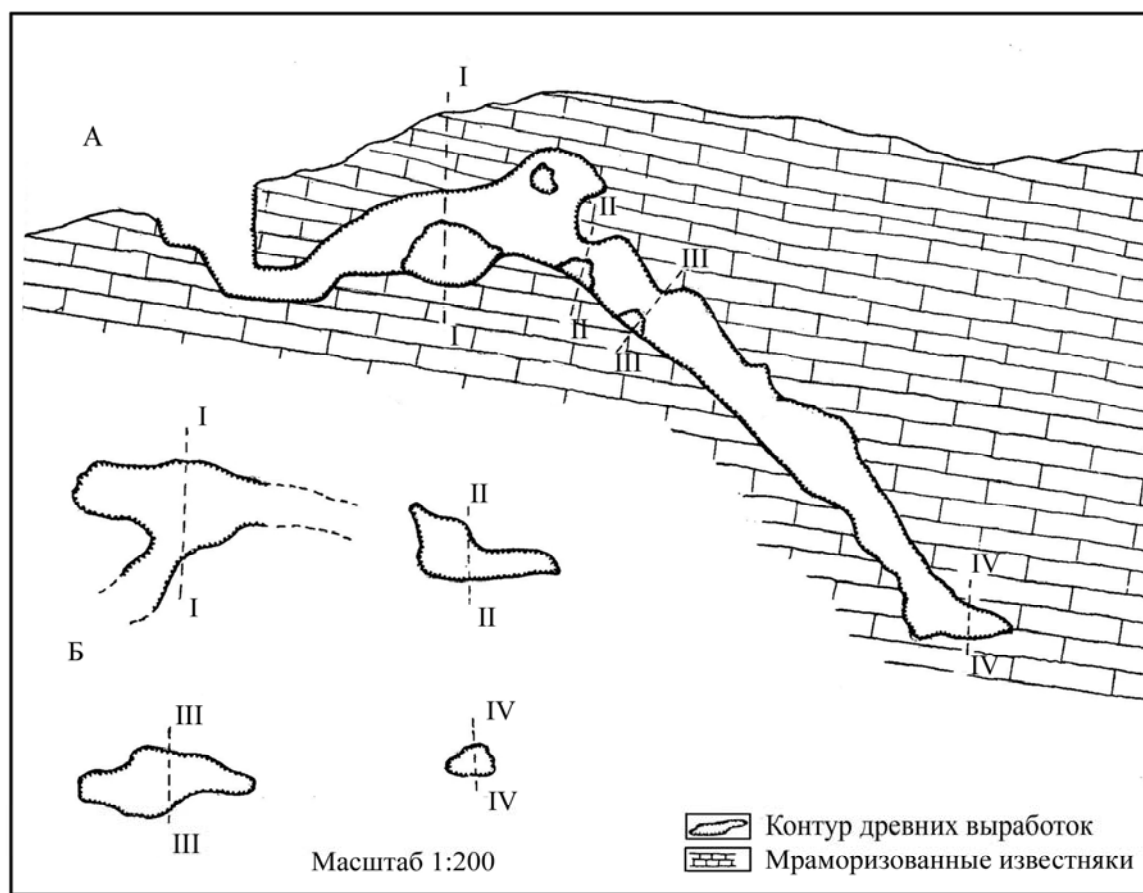 I
А
II
III
I
II
III
I
II
IV
I
II
IV
Б
III
IV
IV
III
Контур древних выработок
Мраморизованные известняки
Масштаб 1:200